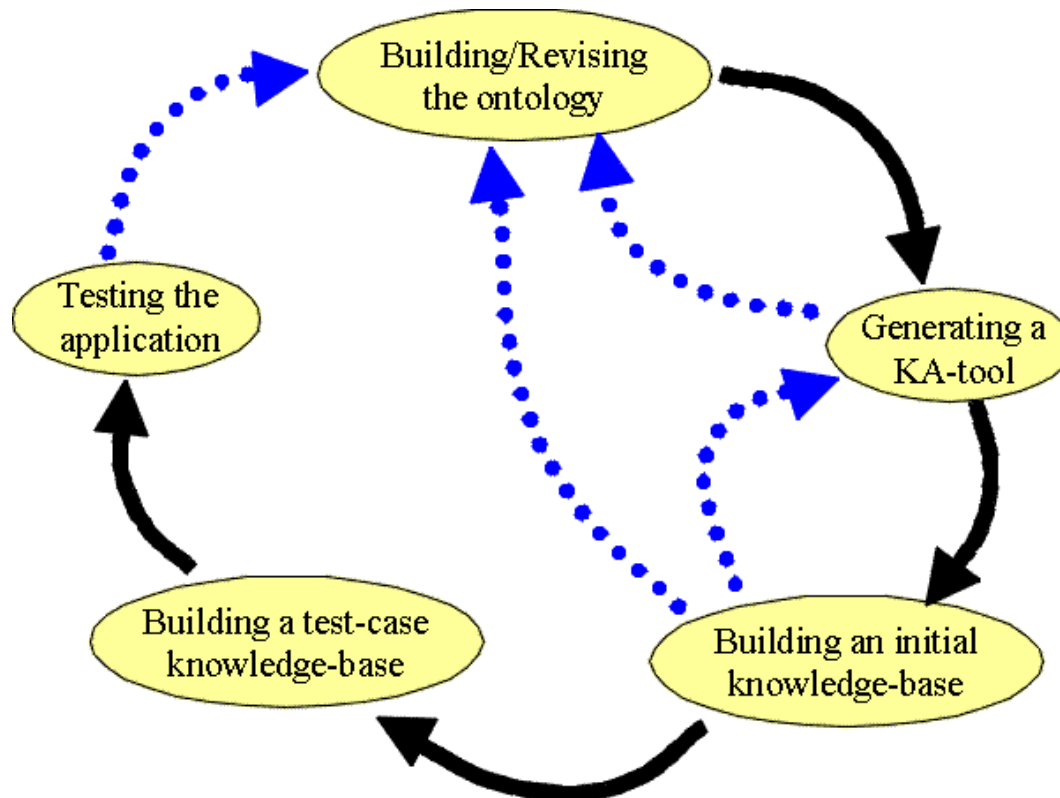 Building/Revising
the ontology
Testing the
application
Generating a
KA-tool
Building a test-case
knowledge-base
Building an initial
knowledge-base